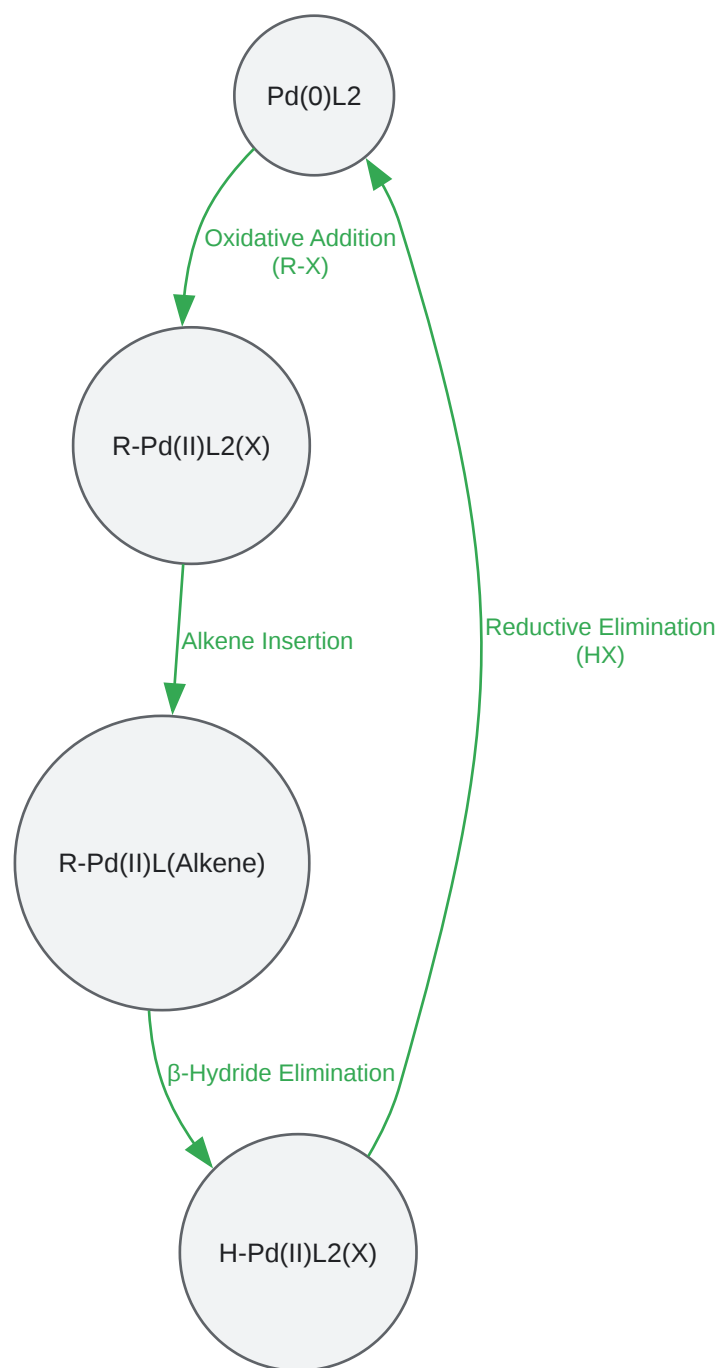 Pd(0)L2
Oxidative Addition
(R-X)
R-Pd(II)L2(X)
Alkene Insertion
Reductive Elimination
(HX)
R-Pd(II)L(Alkene)
β-Hydride Elimination
H-Pd(II)L2(X)